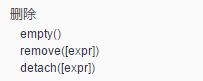 删除
empty()
remove([expr])
detach([expr])